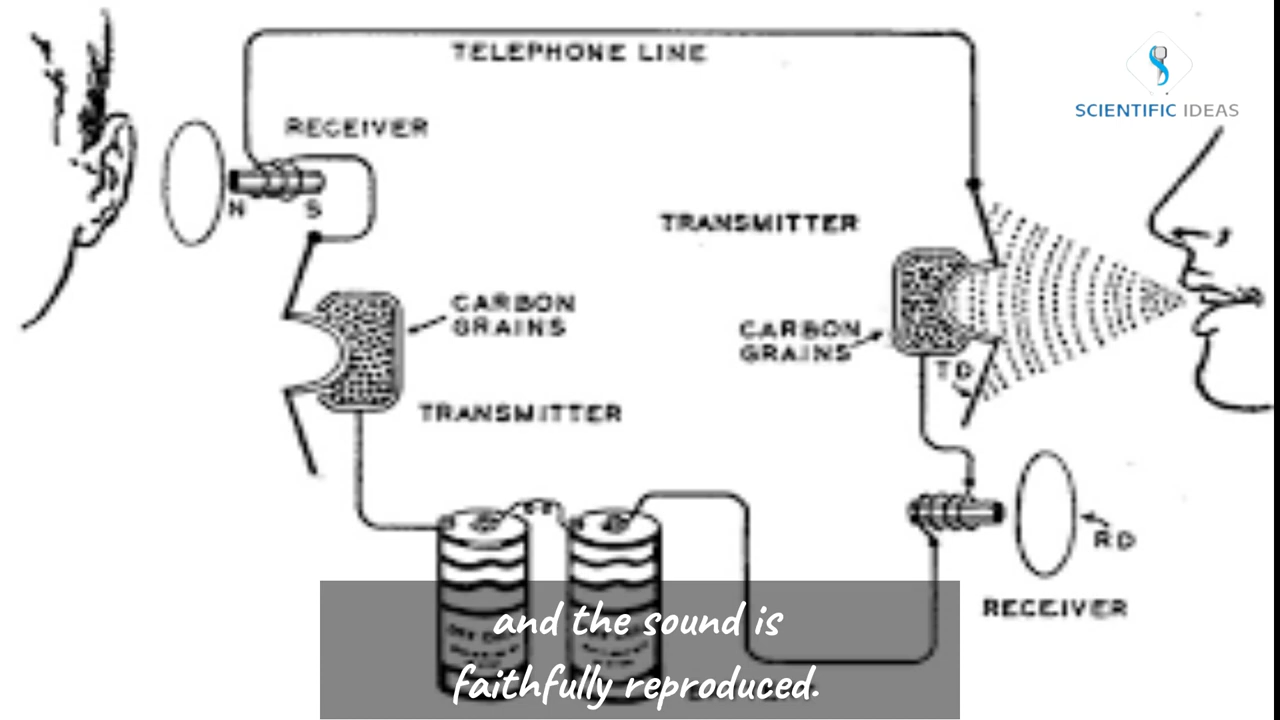 TELEPHONE LINE
SCIENTIFIC IDEAS
RECEIVER
N
S
TRANSMITTER
CARBON
GRAINS
CARBON
GRAINS
TD
TRANSMITTER
RD
RECEIVER
and the sound is
faithfully reproduced.